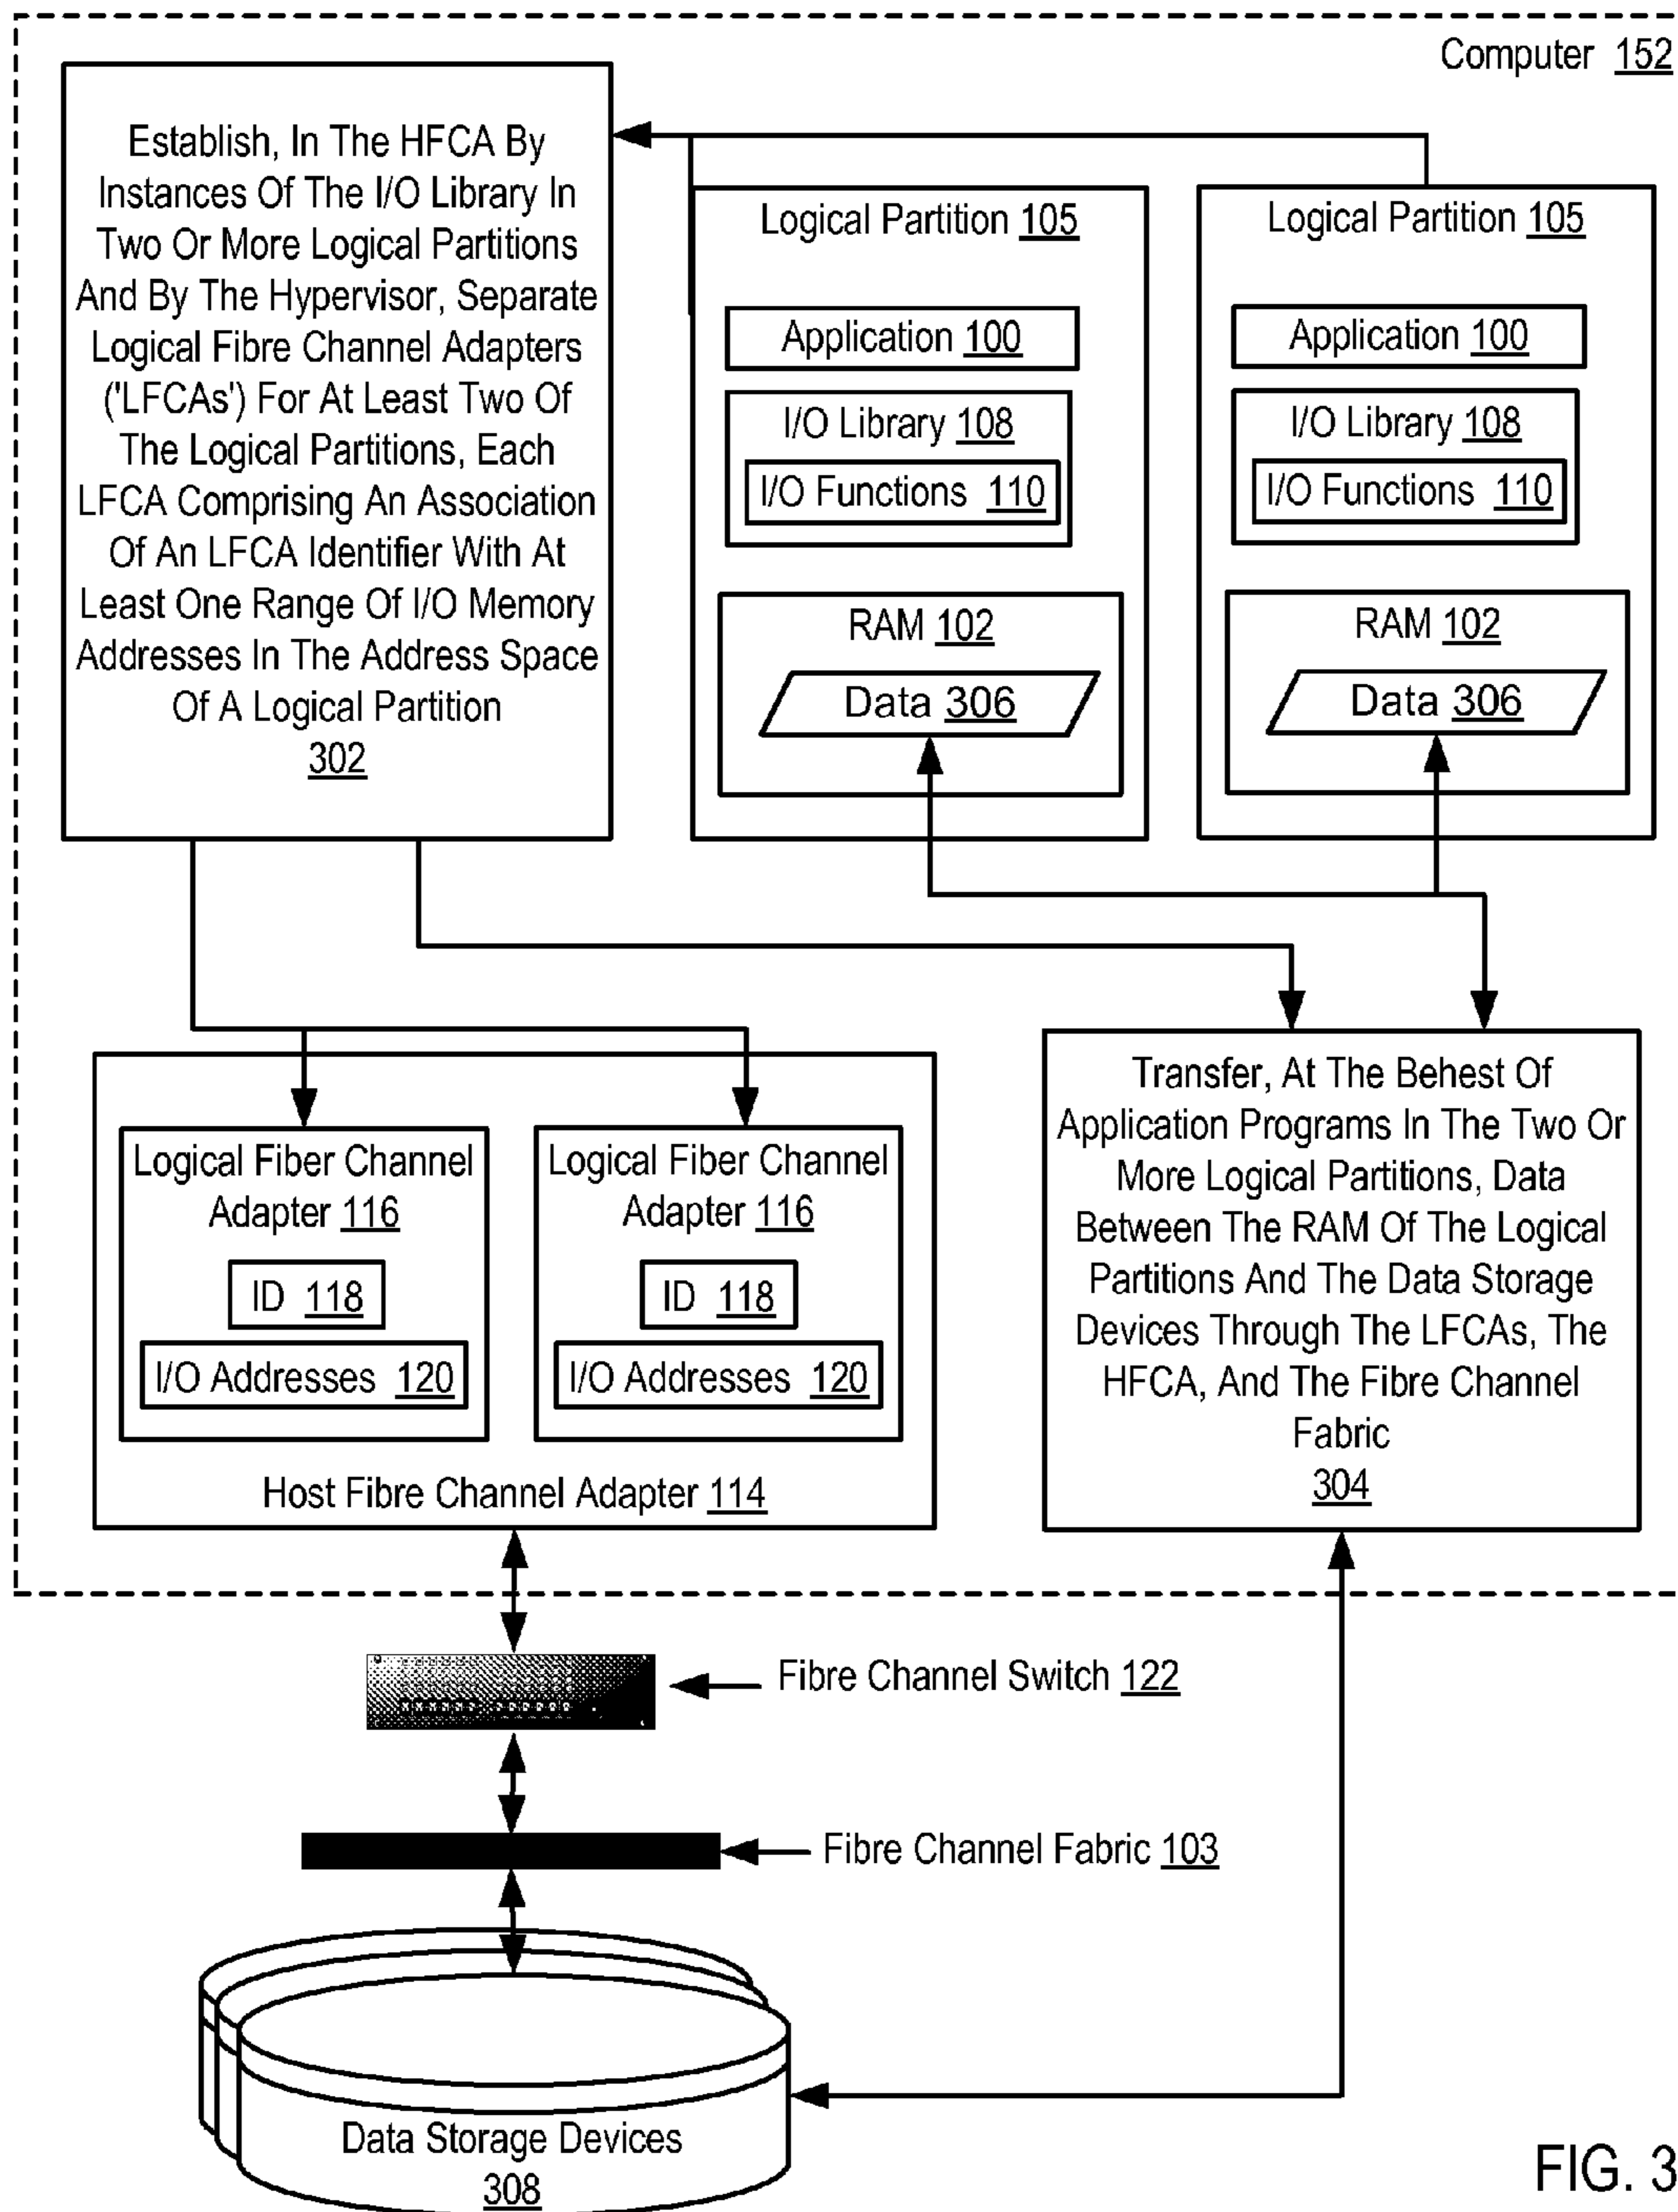 Computer 152
Establish, In The HFCA By
Instances Of The I/O Library In
Two Or More Logical Partitions
And By The Hypervisor, Separate
Logical Fibre Channel Adapters
('LFCAs') For At Least Two Of
The Logical Partitions, Each
LFCA Comprising An Association
Of An LFCA Identifier With At
Least One Range Of I/O Memory
Addresses In The Address Space
Of A Logical Partition
302
Logical Partition 105
Application 100
I/O Library 108
I/O Functions 110
RAM 102
Data 306
Logical Partition 105
Application 100
I/O Library 108
I/O Functions 110
RAM 102
Data 306
Logical Fiber Channel
Adapter 116
ID 118
I/O Addresses 120
Logical Fiber Channel
Adapter 116
ID 118
I/O Addresses 120
Host Fibre Channel Adapter 114
Transfer, At The Behest Of
Application Programs In The Two Or
More Logical Partitions, Data
Between The RAM Of The Logical
Partitions And The Data Storage
Devices Through The LFCAs, The
HFCA, And The Fibre Channel
Fabric
304
Fibre Channel Switch 122
Fibre Channel Fabric 103
Data Storage Devices
308
FIG. 3